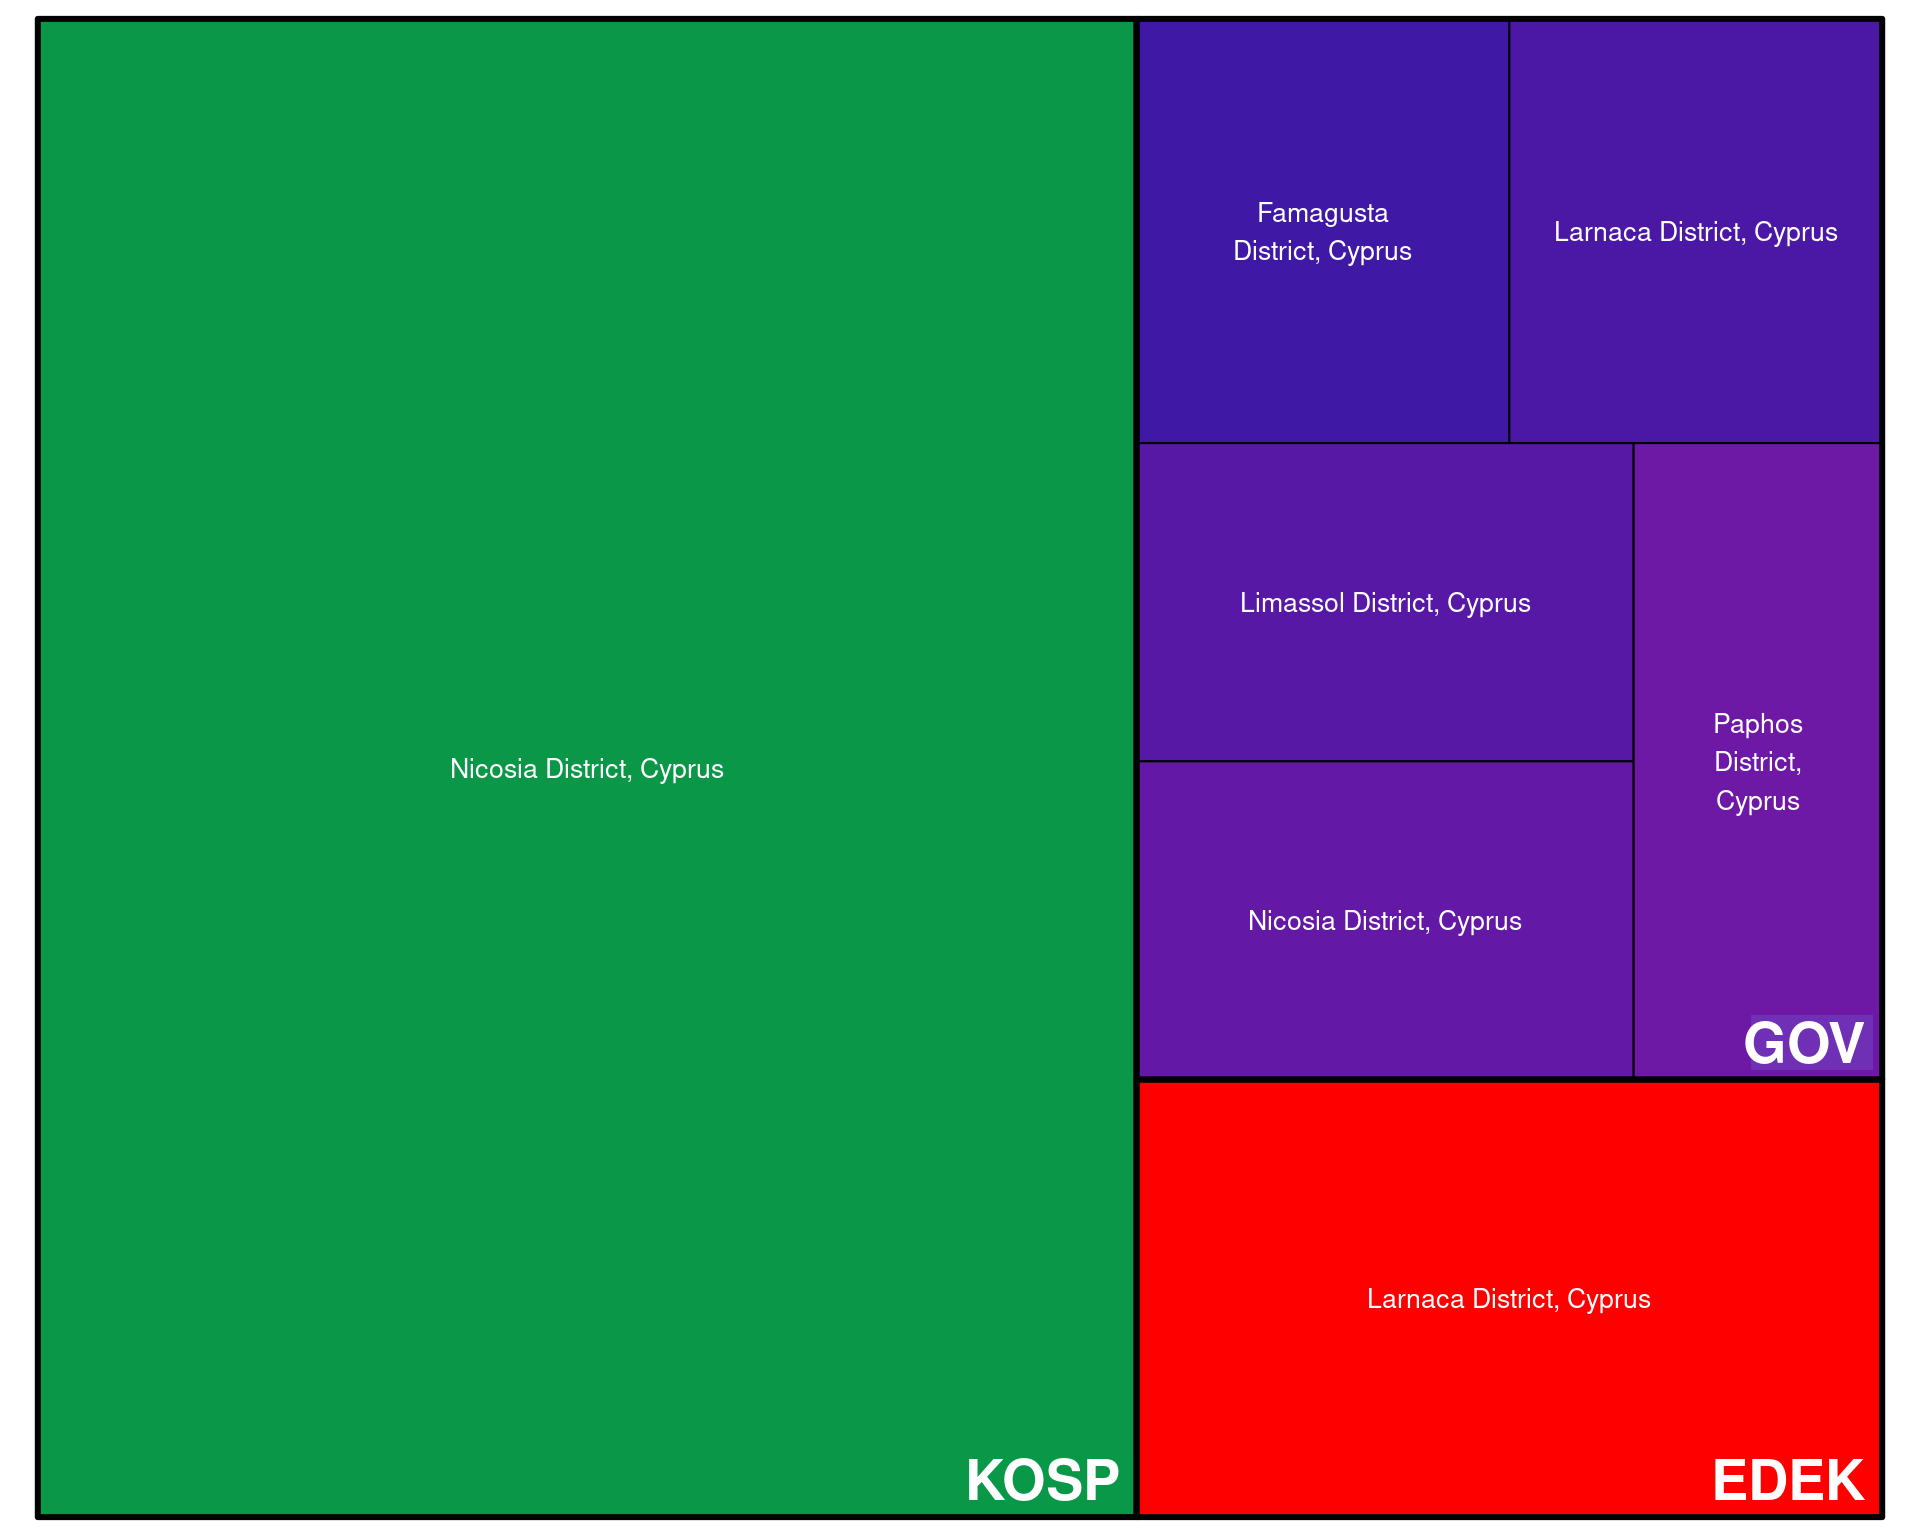 Nicosia District, Cyprus
KOSP
Famagusta
District, Cyprus
Larnaca District, Cyprus
Limassol District, Cyprus
Paphos
District,
Cyprus
Nicosia District, Cyprus
GOV
Larnaca District, Cyprus
EDEK